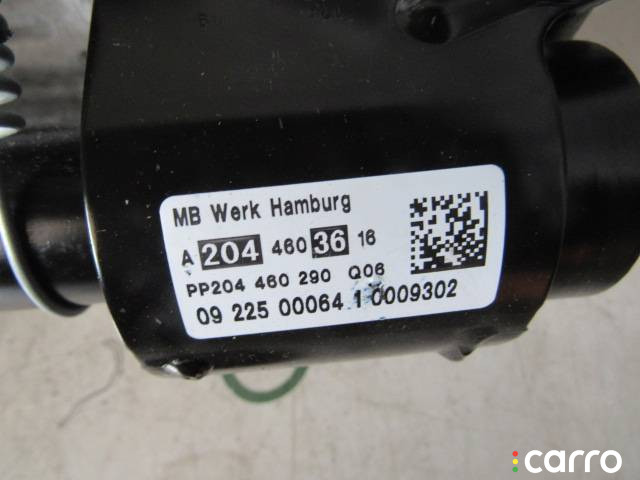 MB Werk Hamburg
A 204 460 36 16
PP204 460 290 Q06
09 225 00064 1 0009302
carro